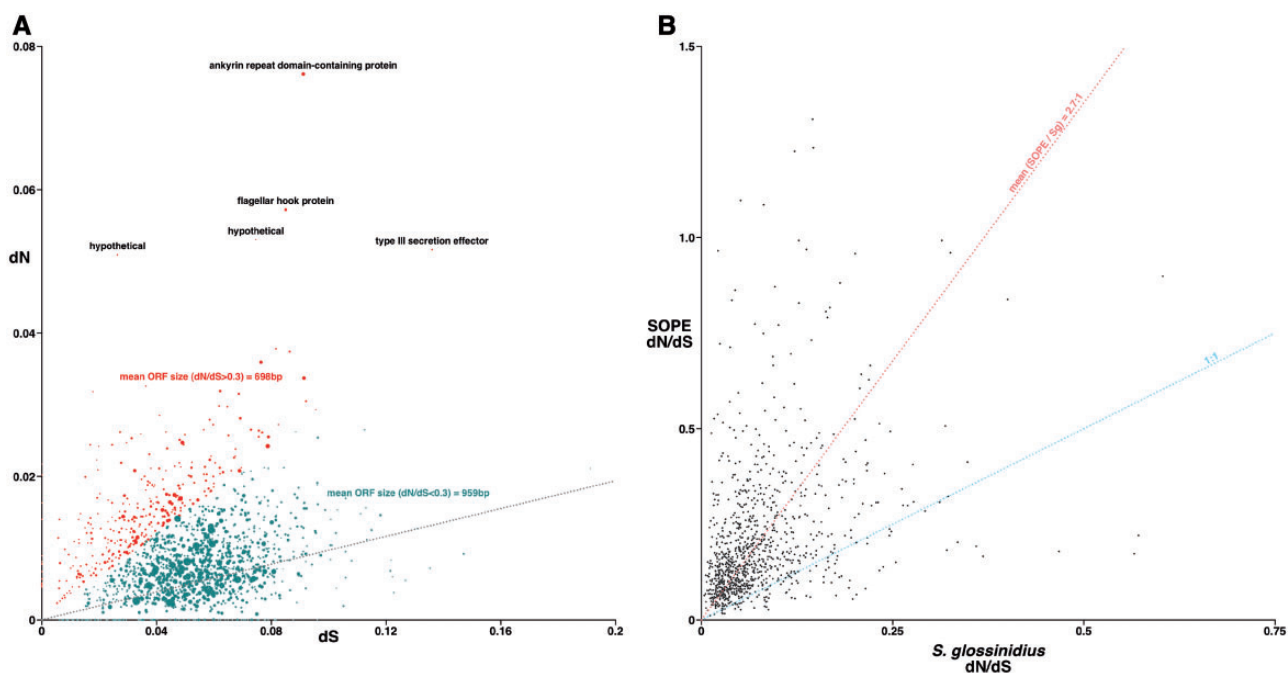 A
0.08
ankyrin repeat domain-containing protein
0.06
flagellar hook protein
hypothetical
hypothetical
type III secretion effector
dN
0.04
mean ORF size (dN/dS>0.3) = 698bp
0.02
mean ORF size (dN/dS<0.3) = 959bp
0
0
0.04
0.08
0.12
0.16
0.2
dS
B
1.5
mean (SOPE / Sg) = 2.7:1
1.0
SOPE
dN/dS
1:1
0.5
0
0
0.25
0.5
0.75
S. glossinidius
dN/dS